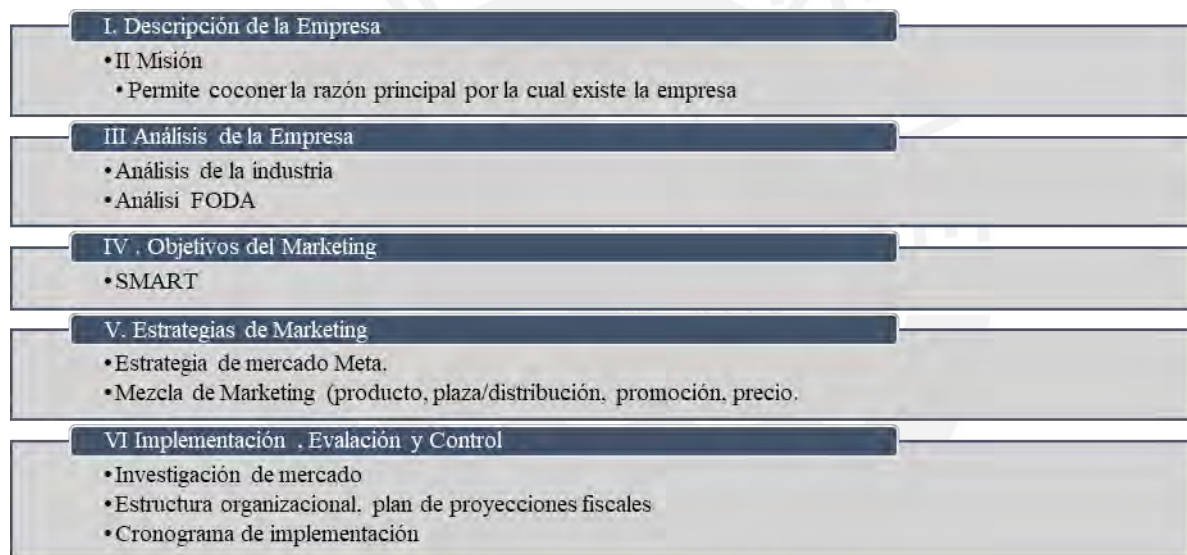 I. Descripción de la Empresa
•II Misión
•Permite coconer la razón principal por la cual existe la empresa
III Análisis de la Empresa
•Análisis de la industria
•Análisi FODA
IV . Objetivos del Marketing
•SMART
V. Estrategias de Marketing
•Estrategia de mercado Meta.
•Mezcla de Marketing (producto, plaza/distribución, promoción, precio.
VI Implementación . Evalación y Control
•Investigación de mercado
•Estructura organizacional, plan de proyecciones fiscales
•Cronograma de implementación